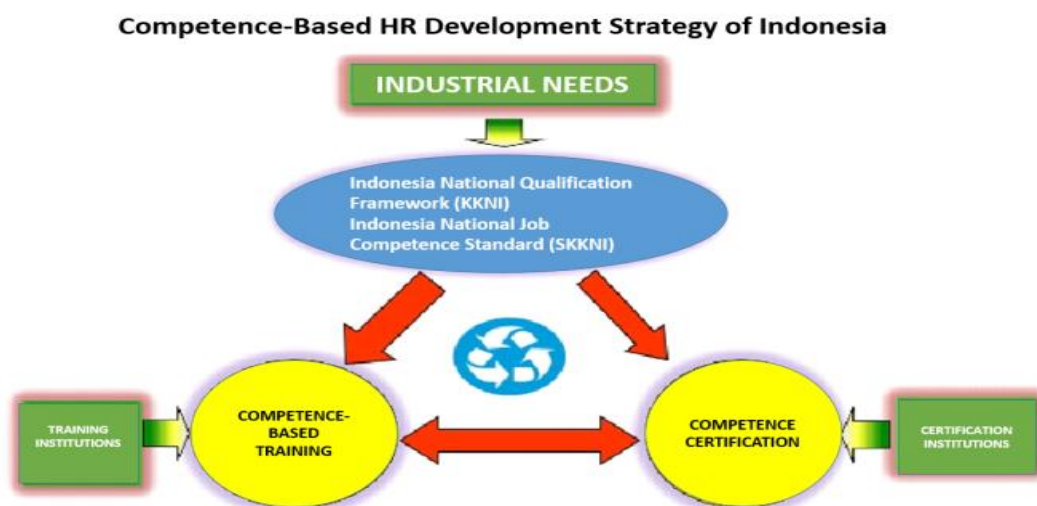 Competence-Based HR Development Strategy of Indonesia
INDUSTRIAL NEEDS
Indonesia National Qualification
Framework (KKNI)
Indonesia National Job
Competence Standard (SKKNI)
TRAINING
INSTITUTIONS
COMPETENCE-
BASED
TRAINING
COMPETENCE
CERTIFICATION
CERTIFICATION
INSTITUTIONS